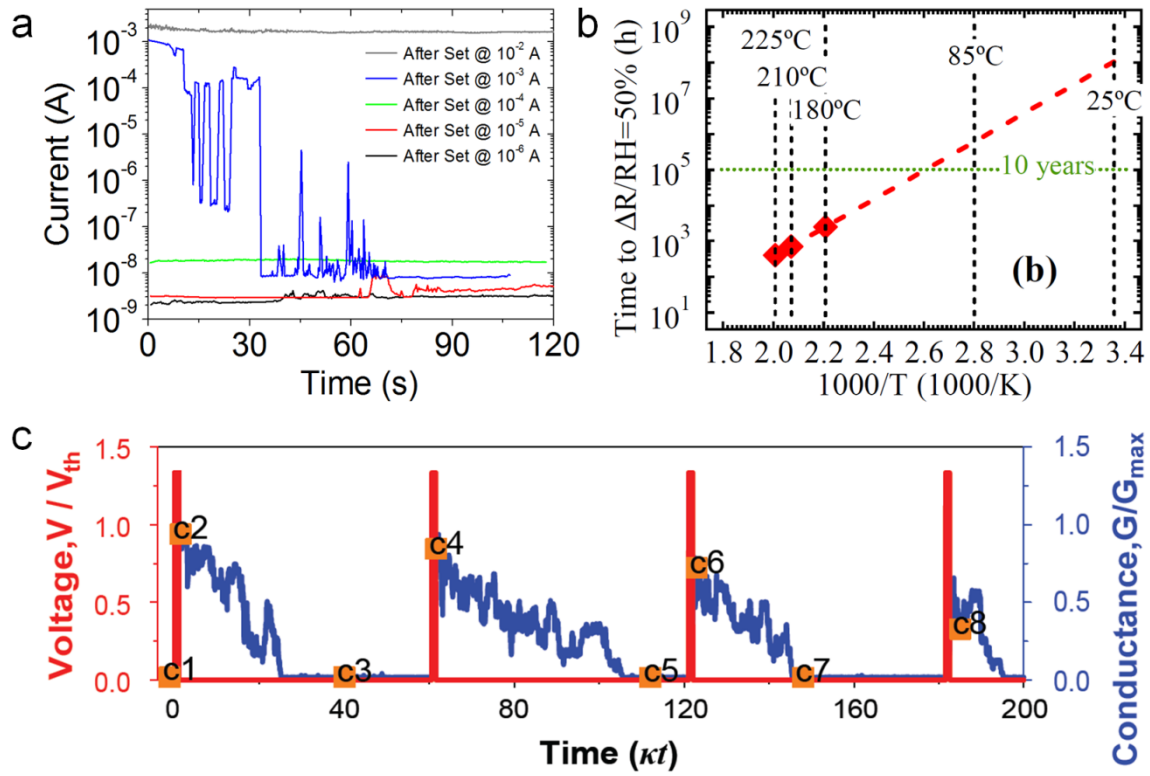 a
Current (A)
10⁻³
10⁻⁴
10⁻⁵
10⁻⁶
10⁻⁷
10⁻⁸
10⁻⁹
After Set @ 10⁻² A
After Set @ 10⁻³ A
After Set @ 10⁻⁴ A
After Set @ 10⁻⁵ A
After Set @ 10⁻⁶ A
0 30 60 90 120
Time (s)
b
Time to ΔR/RH=50% (h)
10⁹
10⁷
10⁵
10³
10¹
225ºC
210ºC
180ºC
85ºC
25ºC
10 years
(b)
1.8 2.0 2.2 2.4 2.6 2.8 3.0 3.2 3.4
1000/T (1000/K)
c
Voltage, V / Vth
1.5
1.0
0.5
0.0
c1
c2
c3
c4
c5
c6
c7
c8
1.5
1.0
0.5
0.0
Conductance, G/Gmax
0 40 80 120 160 200
Time (κt)